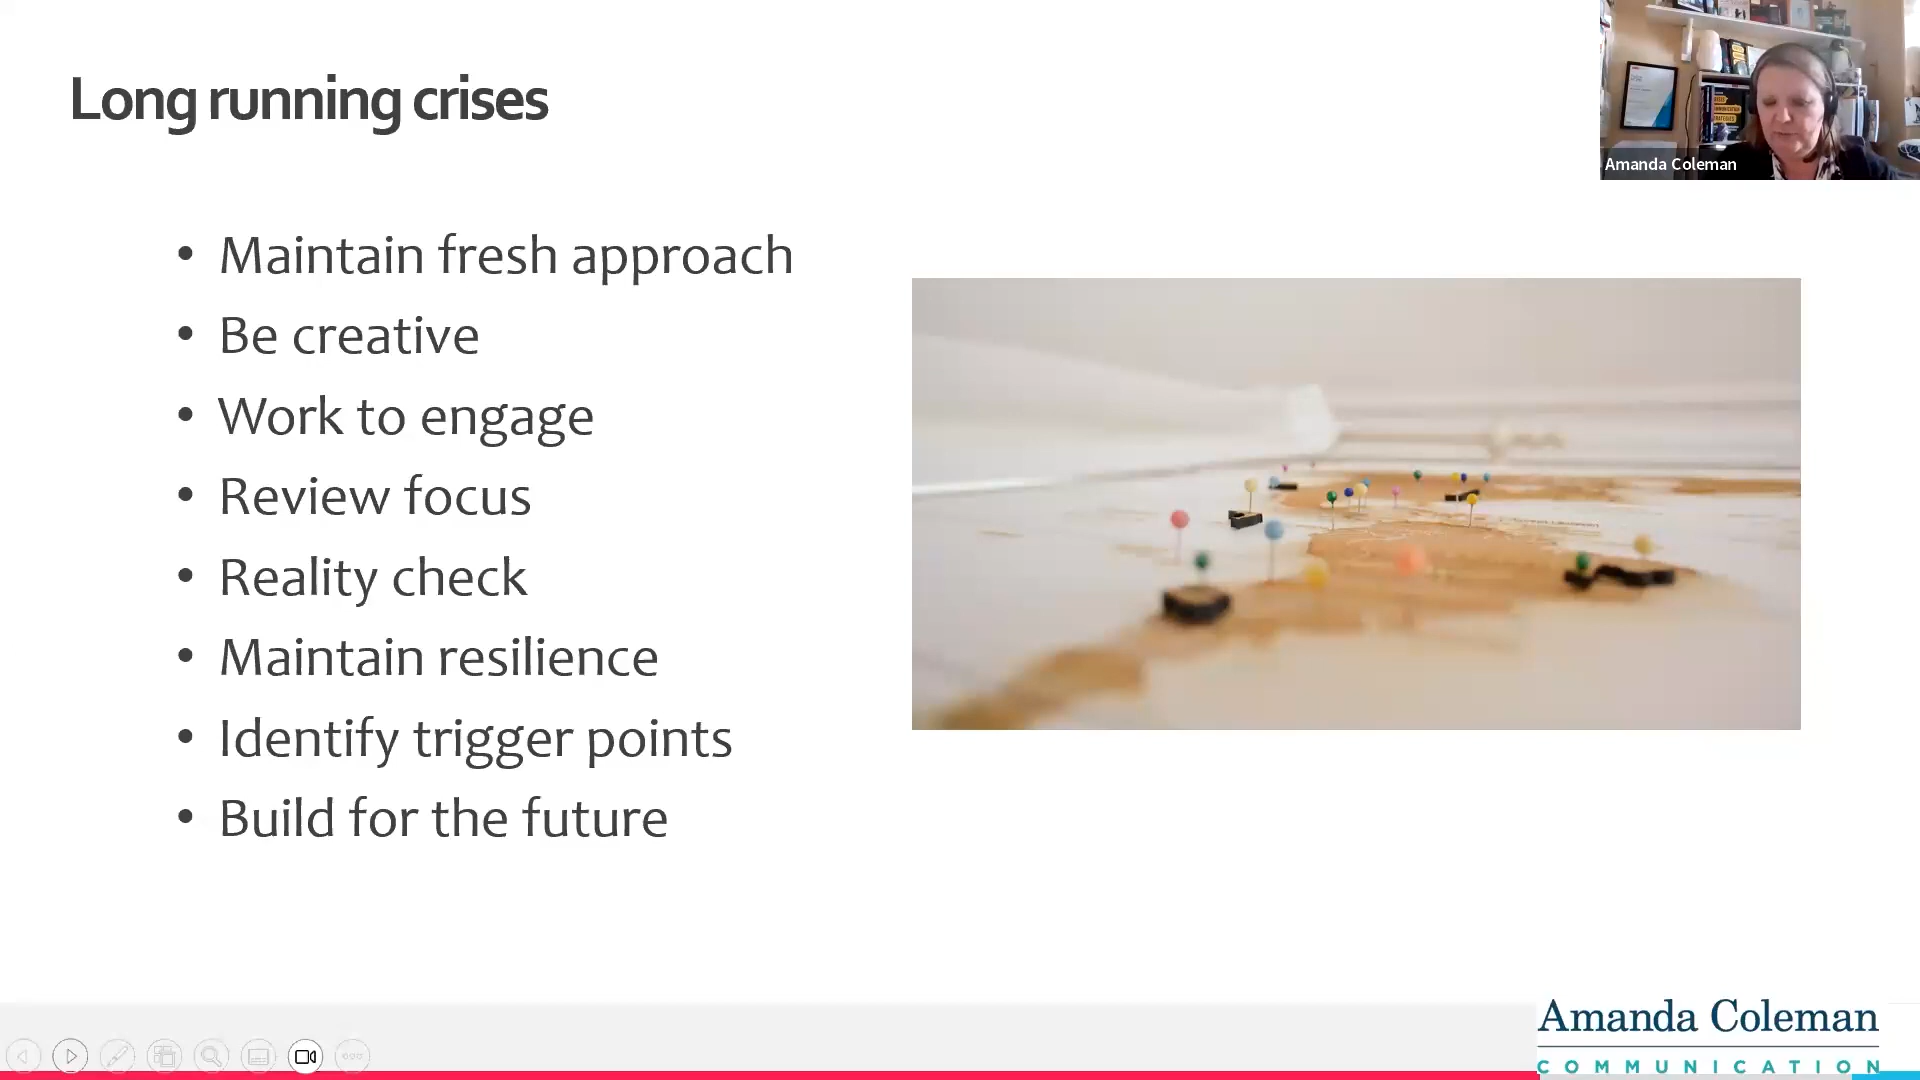 Long running crises
Amanda Coleman
• Maintain fresh approach
• Be creative
• Work to engage
• Review focus
• Reality check
• Maintain resilience
• Identify trigger points
• Build for the future
Amanda Coleman
COMMUNICATION